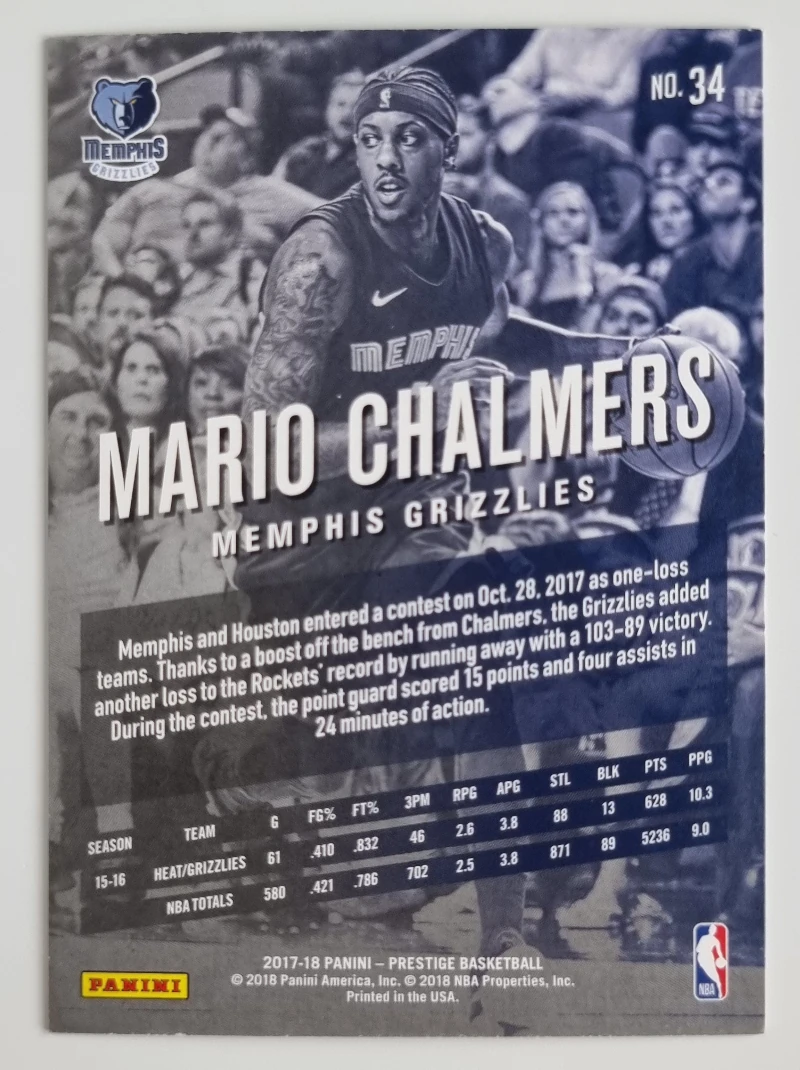 MEMPHIS
GRIZZLIES
NO. 34
MEMPHI
MARIO CHALMERS
MEMPHIS GRIZZLIES
Memphis and Houston entered a contest on Oct. 28, 2017 as one-loss
teams. Thanks to a boost off the bench from Chalmers, the Grizzlies added
another loss to the Rockets' record by running away with a 103-89 victory.
During the contest, the point guard scored 15 points and four assists in
24 minutes of action.
SEASON TEAM G FG% FT% 3PM RPG APG STL BLK PTS PPG
15-16 HEAT/GRIZZLIES 61 .410 .832 46 2.6 3.8 88 13 628 10.3
NBA TOTALS 580 .421 .786 702 2.5 3.8 871 89 5236 9.0
2017-18 PANINI – PRESTIGE BASKETBALL
© 2018 Panini America, Inc. © 2018 NBA Properties, Inc.
Printed in the USA.
PANINI
NBA